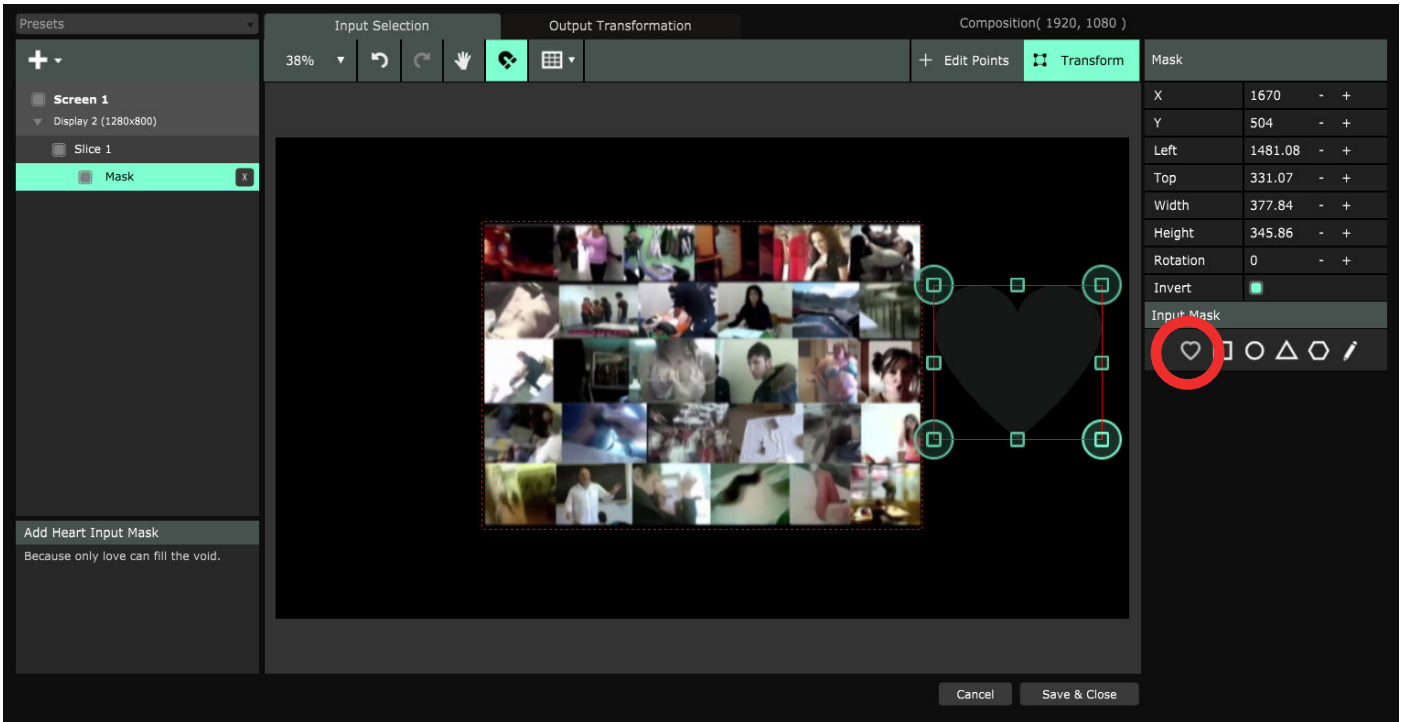 Presets
Input Selection
Output Transformation
Composition( 1920, 1080 )
38%
Edit Points
Transform
Mask
Screen 1
Display 2 (1280x800)
Slice 1
Mask
X
X 1670 - +
Y 504 - +
Left 1481.08 - +
Top 331.07 - +
Width 377.84 - +
Height 345.86 - +
Rotation 0 - +
Invert
Input Mask
Add Heart Input Mask
Because only love can fill the void.
Cancel
Save & Close